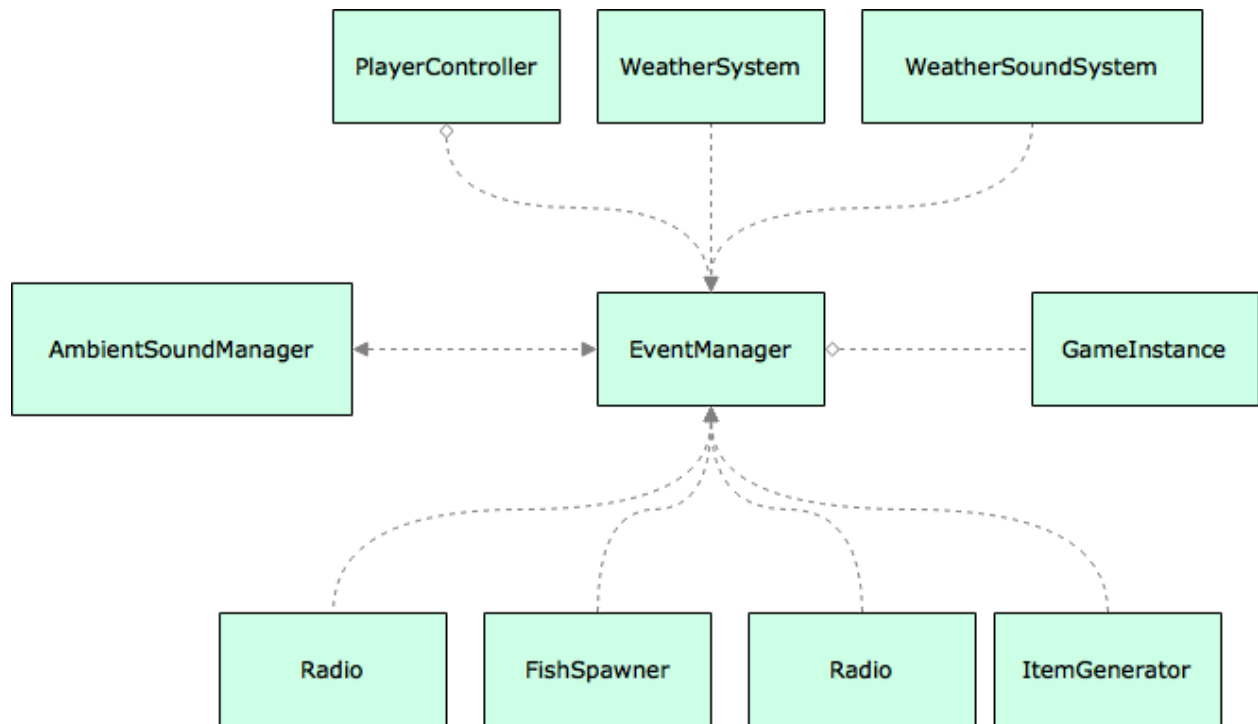 PlayerController
WeatherSystem
WeatherSoundSystem
AmbientSoundManager
EventManager
GameInstance
Radio
FishSpawner
Radio
ItemGenerator